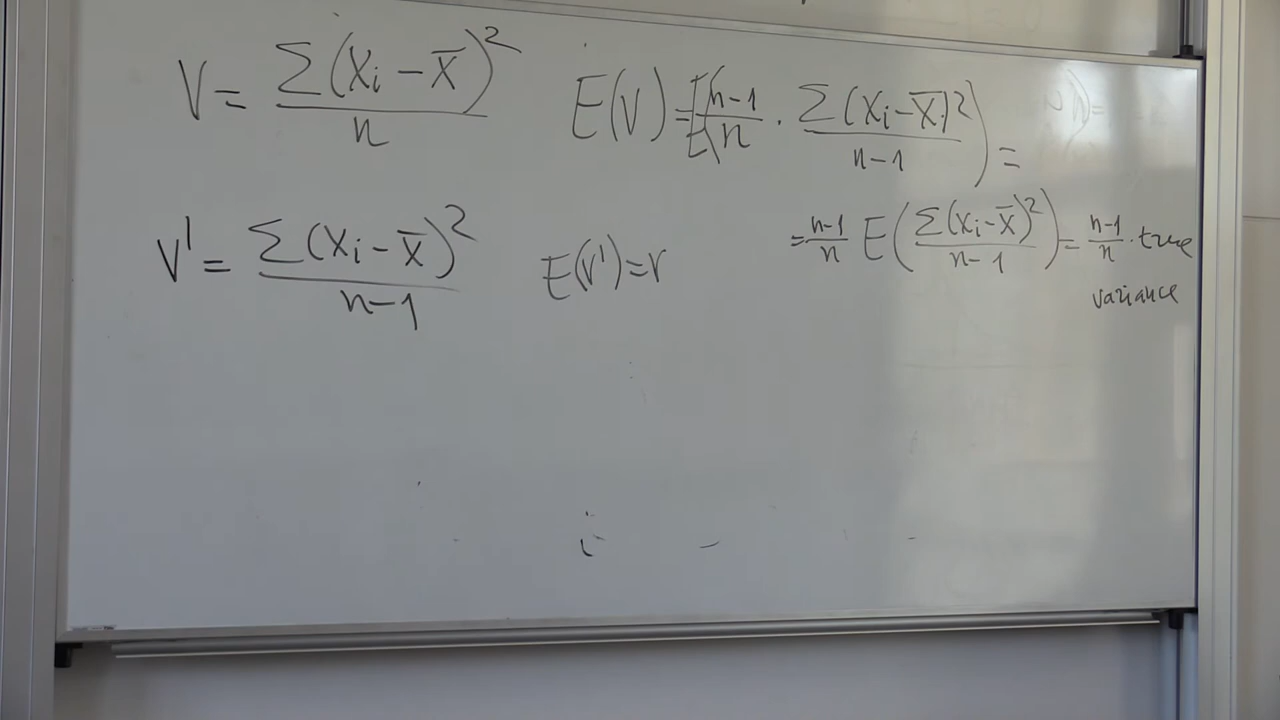 V = Σ(Xi − X̄)² / n
E(V) = E(n−1 / n · Σ(Xi − X̄)² / n−1) =
= n−1 / n E(Σ(Xi − X̄)² / n−1) = n−1 / n · true
variance
V' = Σ(Xi − X̄)² / n−1
E(V') = V